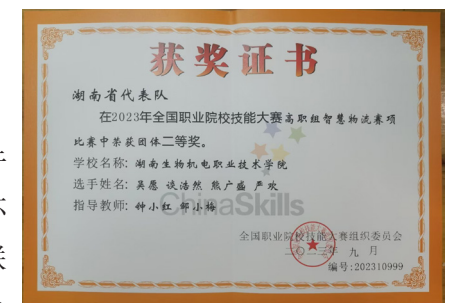 获奖证书
湖南省代表队
在2023年全国职业院校技能大赛高职组智慧物流赛项
比赛中荣获团体二等奖。
学校名称：湖南生物机电职业技术学院
选手姓名：吴愿 谈浩然 熊广盛 严欢
指导教师：钟小红 邹小梅
ChinaSkills
全国职业院校技能大赛组织委员会
二〇二三年 九 月
编号：202310999